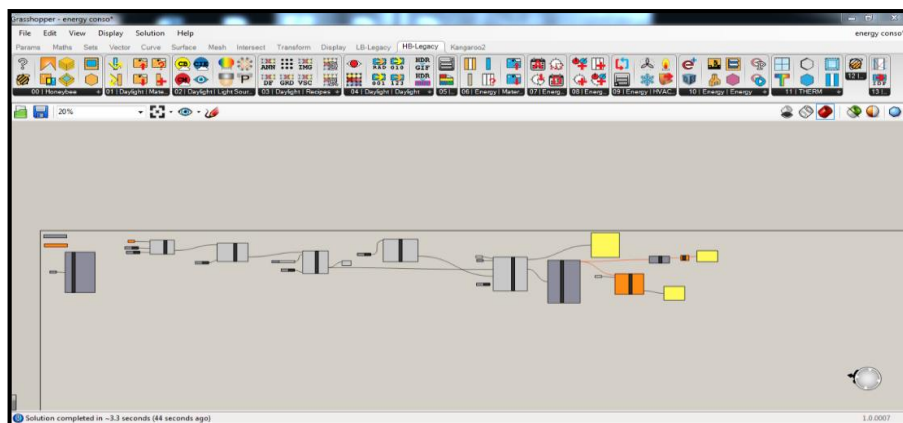 Grasshopper - energy conso*
File Edit View Display Solution Help
energy conso*
Params Maths Sets Vector Curve Surface Mesh Intersect Transform Display LB-Legacy HB-Legacy Kangaroo2
00 | Honeybee 01 | Daylight | Mate... 02 | Daylight | Light Sour... 03 | Daylight | Recipes 04 | Daylight | Daylight 05 |.. 06 | Energy | Mater... 07 | Energ... 08 | Energ... 09 | Energy | HVAC... 10 | Energy | Energy 11 | THERM 12 |.. 13 |..
20%
Solution completed in ~3.3 seconds (44 seconds ago)
1.0.0007